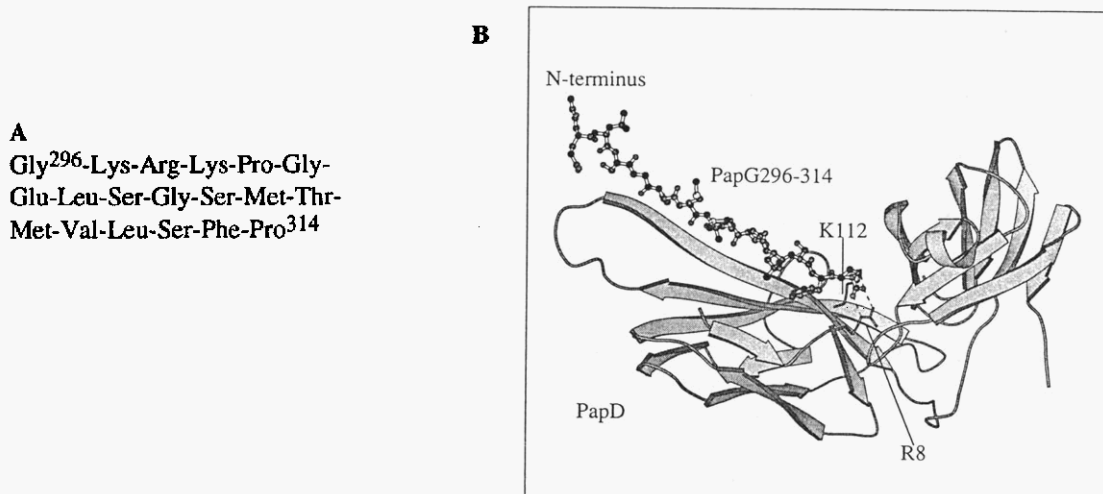 A
Gly296-Lys-Arg-Lys-Pro-Gly-
Glu-Leu-Ser-Gly-Ser-Met-Thr-
Met-Val-Leu-Ser-Phe-Pro314
B
N-terminus
PapG296-314
K112
PapD
R8